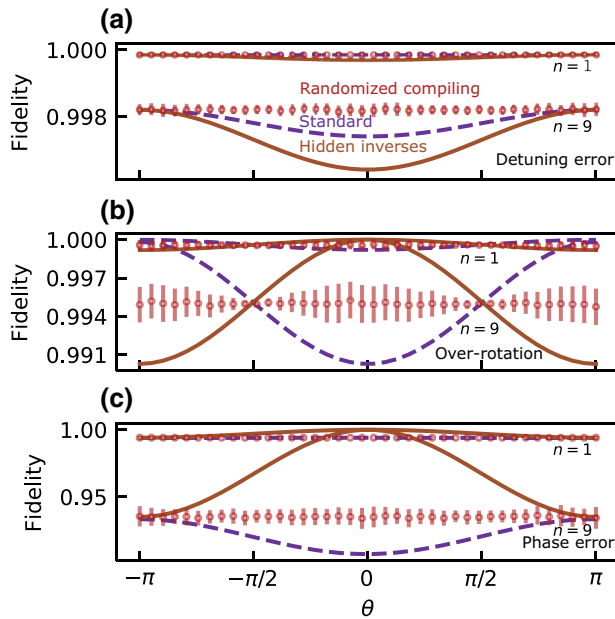 (a)
1.000
n = 1
Randomized compiling
0.998
Standard
n = 9
Hidden inverses
Detuning error
Fidelity
(b)
1.000
n = 1
0.997
0.994
n = 9
0.991
Over-rotation
Fidelity
(c)
1.00
n = 1
0.95
n = 9
Phase error
Fidelity
−π
−π/2
0
π/2
π
θ